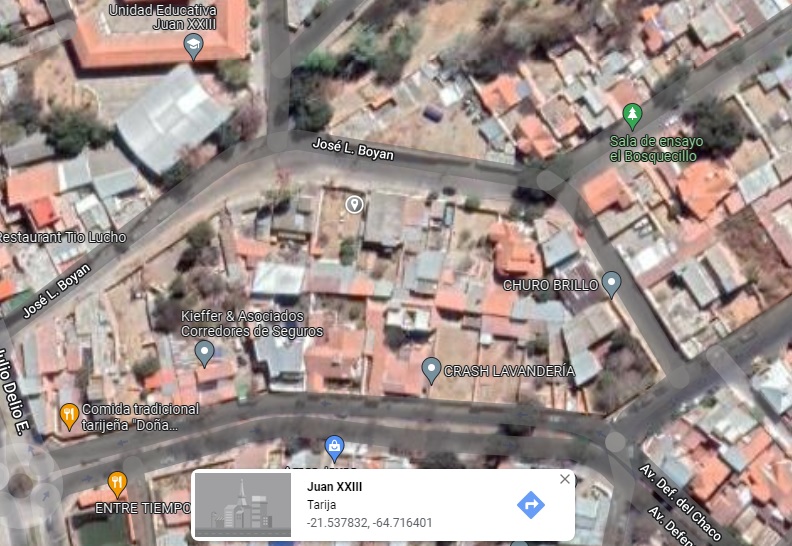 Unidad Educativa
Juan XXIII
José L. Boyan
Sala de ensayo
el Bosquecillo
Restaurant Tio Lucho
José L. Boyan
CHURO BRILLO
Kieffer & Asociados
Corredores de Seguros
CRASH LAVANDERÍA
Julio Delio E.
Comida tradicional
tarijeña "Doña...
ENTRE TIEMPO
Av. Def. del Chaco
Av. Defen
Juan XXIII
Tarija
-21.537832, -64.716401